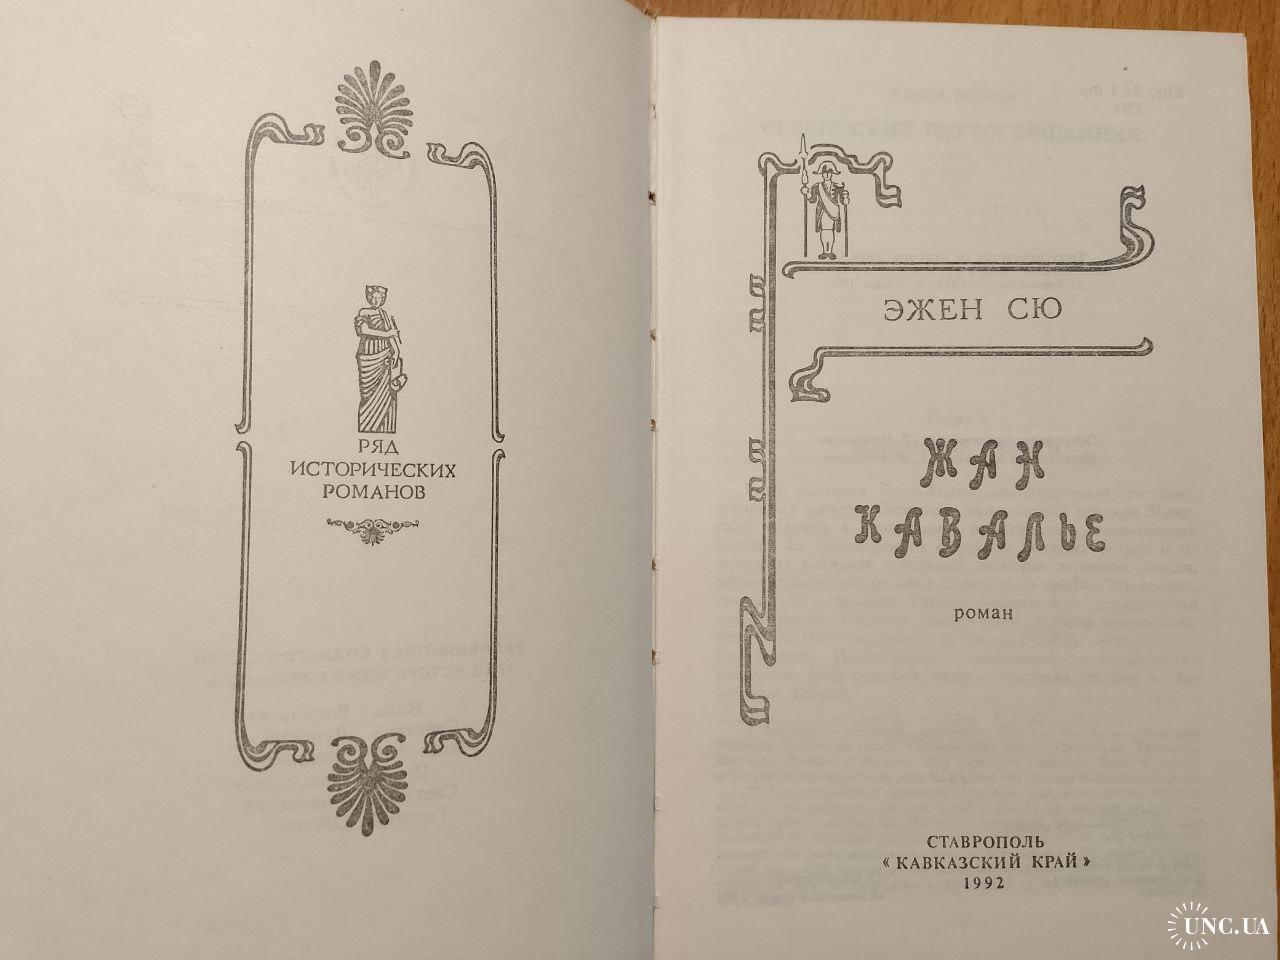 РЯД
ИСТОРИЧЕСКИХ
РОМАНОВ
ЭЖЕН СЮ
ЖАН
КАВАЛЬЕ
роман
СТАВРОПОЛЬ
« КАВКАЗСКИЙ КРАЙ »
1992
UNC.UA